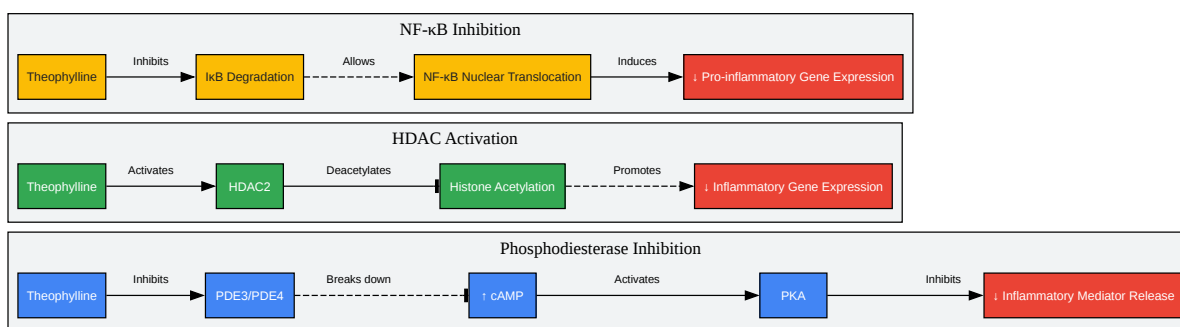 NF-κB Inhibition
Inhibits Allows Induces
Theophylline IκB Degradation NF-κB Nuclear Translocation ↓ Pro-inflammatory Gene Expression
HDAC Activation
Activates Deacetylates Promotes
Theophylline HDAC2 Histone Acetylation ↓ Inflammatory Gene Expression
Phosphodiesterase Inhibition
Inhibits Breaks down Activates Inhibits
Theophylline PDE3/PDE4 ↑ cAMP PKA ↓ Inflammatory Mediator Release